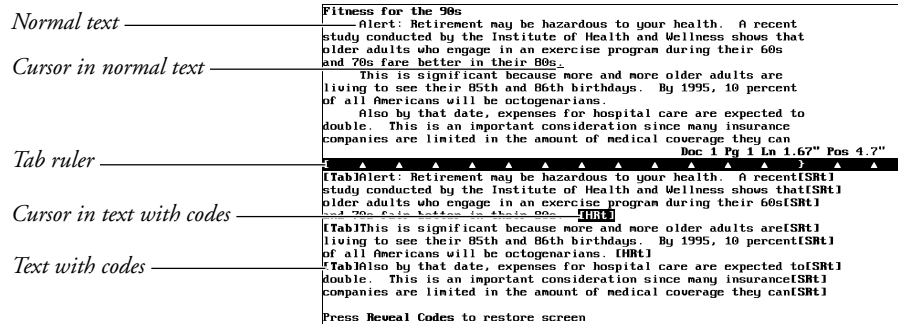 Fitness for the 90s
Normal text
Alert: Retirement may be hazardous to your health. A recent
study conducted by the Institute of Health and Wellness shows that
older adults who engage in an exercise program during their 60s
Cursor in normal text
and 70s fare better in their 80s.
This is significant because more and more older adults are
living to see their 85th and 86th birthdays. By 1995, 10 percent
of all Americans will be octogenarians.
Also by that date, expenses for hospital care are expected to
double. This is an important consideration since many insurance
companies are limited in the amount of medical coverage they can
Doc 1 Pg 1 Ln 1.67" Pos 4.7"
Tab ruler
{ ▲ ▲ ▲ ▲ ▲ ▲ ▲ ▲ ▲ ▲ ▲ ▲ } ▲ ▲
[Tab]Alert: Retirement may be hazardous to your health. A recent[SRt]
study conducted by the Institute of Health and Wellness shows that[SRt]
older adults who engage in an exercise program during their 60s[SRt]
Cursor in text with codes
and 70s fair better in their 80s. [HRt]
[Tab]This is significant because more and more older adults are[SRt]
living to see their 85th and 86th birthdays. By 1995, 10 percent[SRt]
of all Americans will be octogenarians. [HRt]
Text with codes
[Tab]Also by that date, expenses for hospital care are expected to[SRt]
double. This is an important consideration since many insurance[SRt]
companies are limited in the amount of medical coverage they can[SRt]
Press Reveal Codes to restore screen